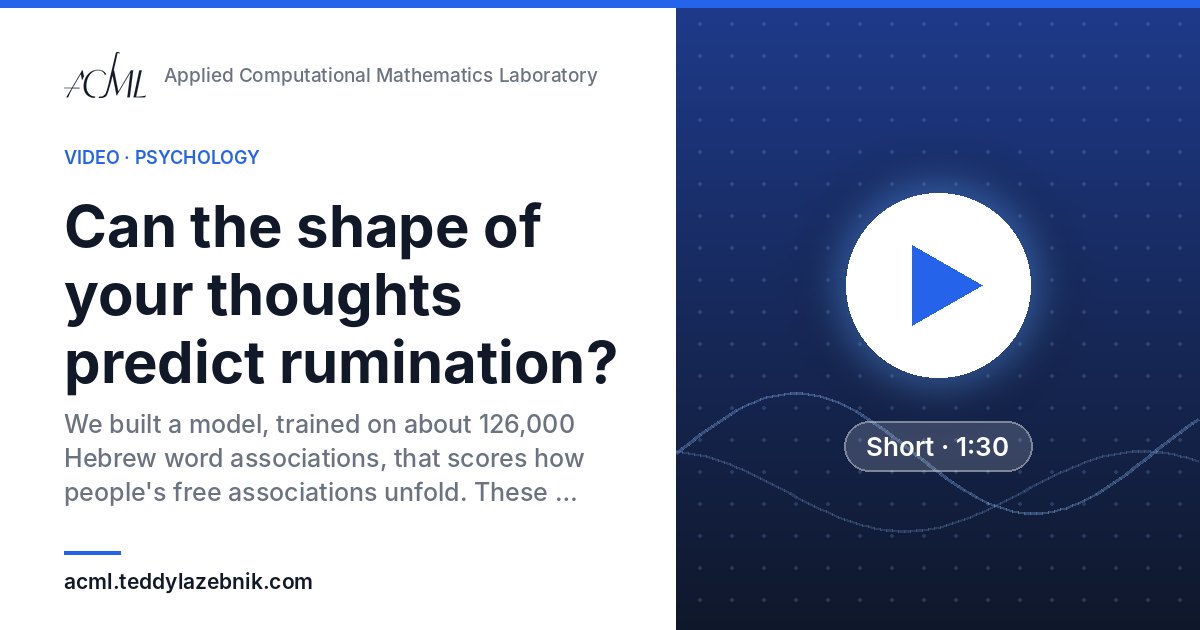 ACML
Applied Computational Mathematics Laboratory
VIDEO · PSYCHOLOGY
Can the shape of
your thoughts
predict rumination?
We built a model, trained on about 126,000
Hebrew word associations, that scores how
people's free associations unfold. These ...
acml.teddylazebnik.com
Short · 1:30